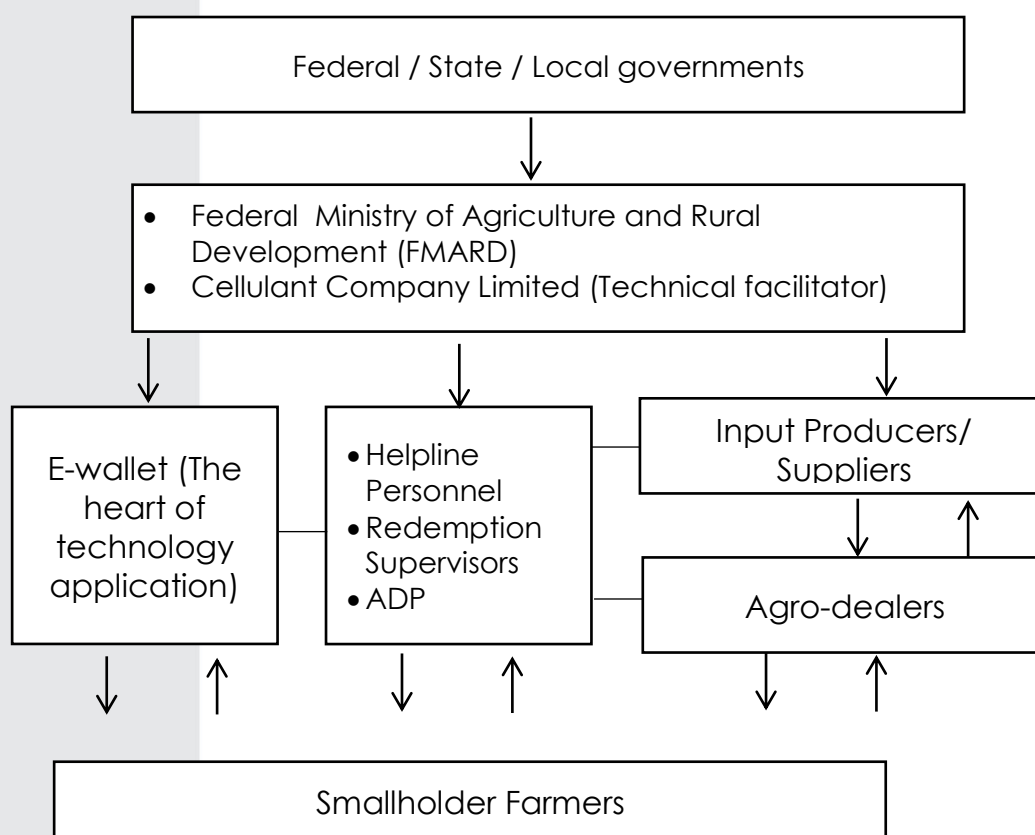 Federal / State / Local governments
• Federal  Ministry of Agriculture and Rural
Development (FMARD)
• Cellulant Company Limited (Technical facilitator)
E-wallet (The
heart of
technology
application)
• Helpline
Personnel
• Redemption
Supervisors
• ADP
Input Producers/
Suppliers
Agro-dealers
Smallholder Farmers